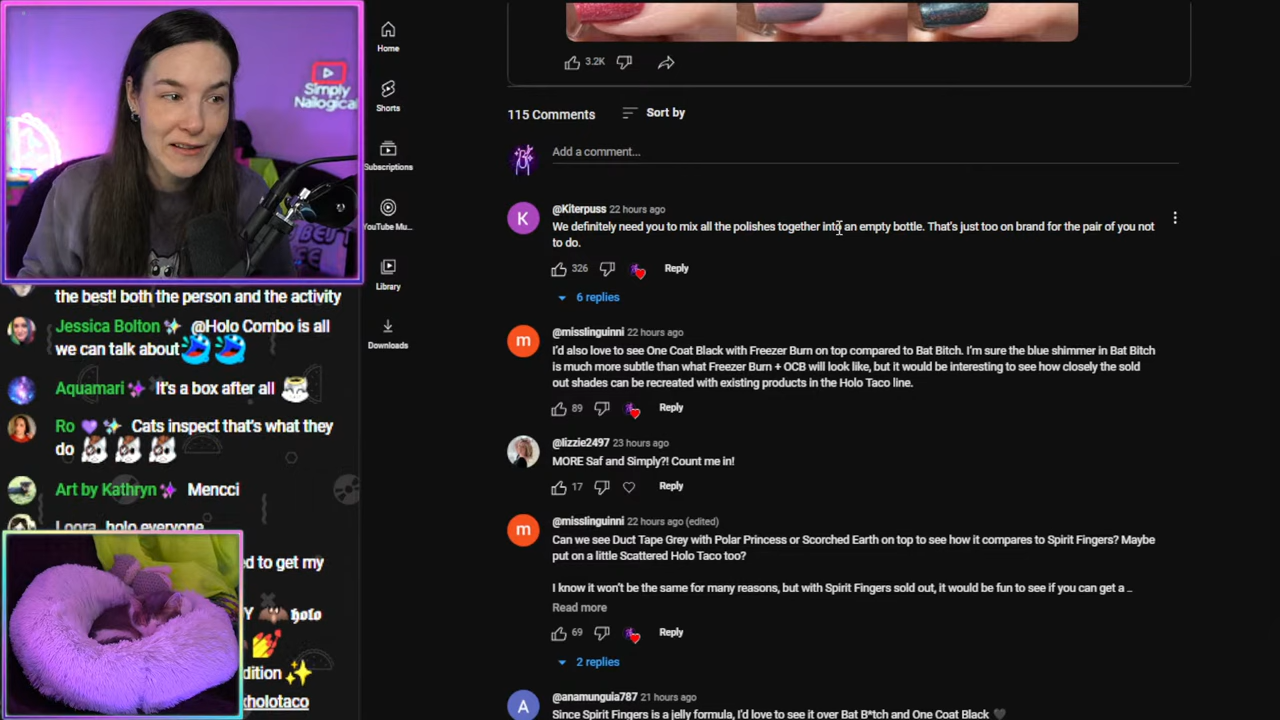 Simply
Nailogical
the best! both the person and the activity
Jessica Bolton @Holo Combo is all
we can talk about
Aquamari It's a box after all
Ro Cats inspect that's what they
do
Art by Kathryn Mencci
Loora holo everyone
ed to get my
Y holo
dition
xholotaco
Home
Shorts
Subscriptions
YouTube Mu...
Library
Downloads
3.2K
115 Comments Sort by
Add a comment...
K
@Kiterpuss 22 hours ago
We definitely need you to mix all the polishes together into an empty bottle. That's just too on brand for the pair of you not
to do.
326 Reply
6 replies
m
@misslinguinni 22 hours ago
I'd also love to see One Coat Black with Freezer Burn on top compared to Bat Bitch. I'm sure the blue shimmer in Bat Bitch
is much more subtle than what Freezer Burn + OCB will look like, but it would be interesting to see how closely the sold
out shades can be recreated with existing products in the Holo Taco line.
89 Reply
@lizzie2497 23 hours ago
MORE Saf and Simply?! Count me in!
17 Reply
m
@misslinguinni 22 hours ago (edited)
Can we see Duct Tape Grey with Polar Princess or Scorched Earth on top to see how it compares to Spirit Fingers? Maybe
put on a little Scattered Holo Taco too?
I know it won't be the same for many reasons, but with Spirit Fingers sold out, it would be fun to see if you can get a ...
Read more
69 Reply
2 replies
A
@anamunguia787 21 hours ago
Since Spirit Fingers is a jelly formula, I'd love to see it over Bat B*tch and One Coat Black